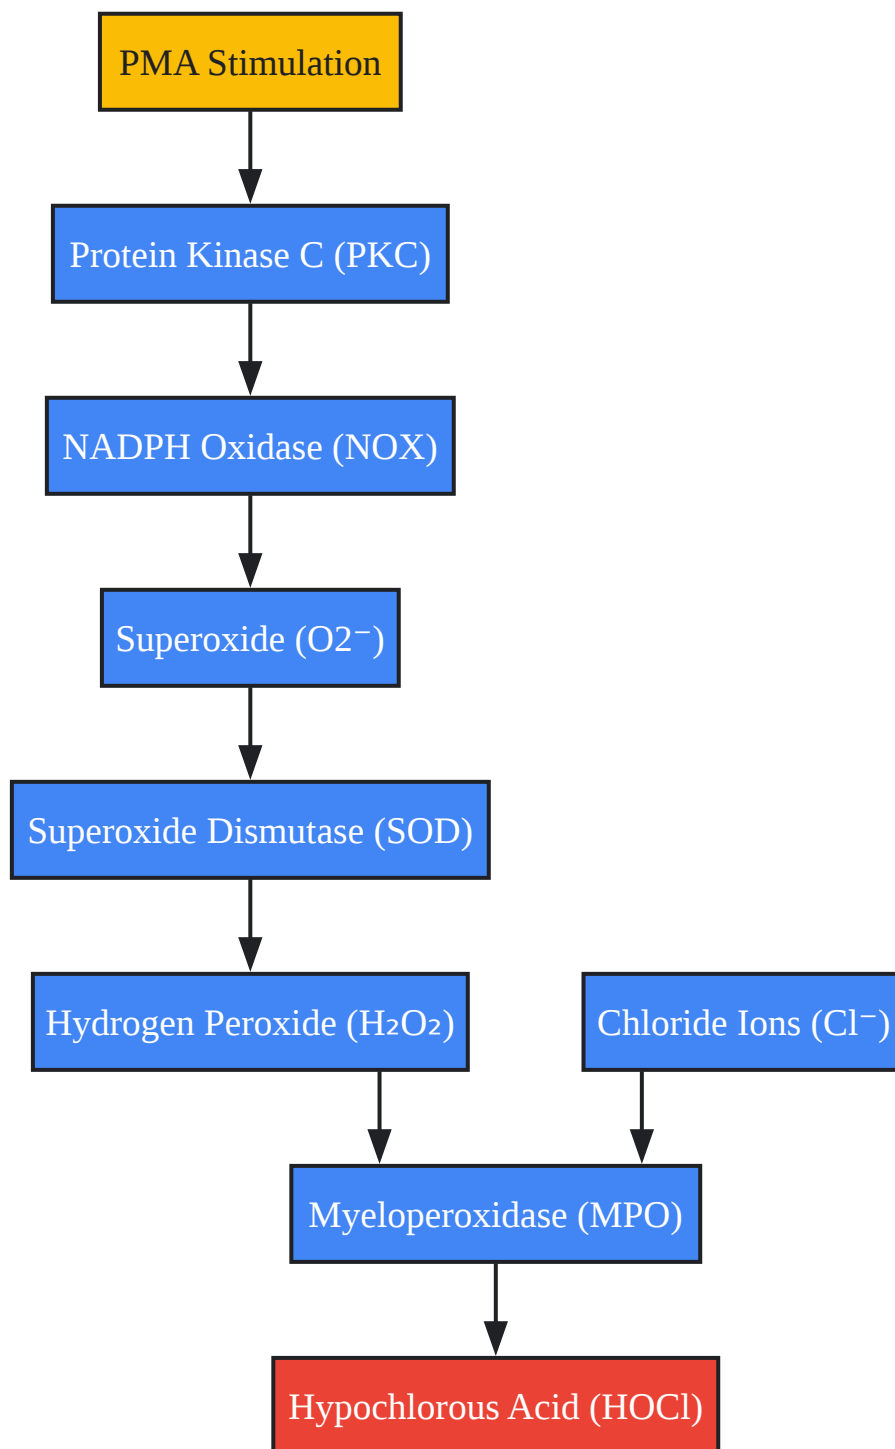 PMA Stimulation
Protein Kinase C (PKC)
NADPH Oxidase (NOX)
Superoxide (O2⁻)
Superoxide Dismutase (SOD)
Hydrogen Peroxide (H₂O₂)
Chloride Ions (Cl⁻)
Myeloperoxidase (MPO)
Hypochlorous Acid (HOCl)